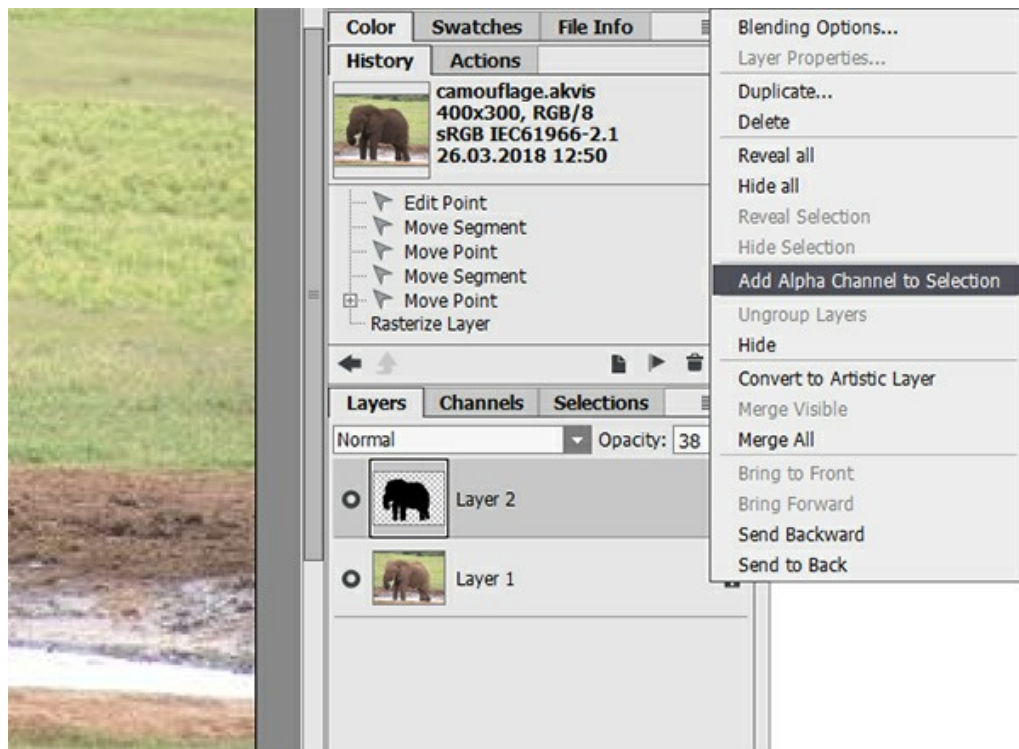 Color Swatches File Info
History Actions
camouflage.akvis
400x300, RGB/8
sRGB IEC61966-2.1
26.03.2018 12:50
Edit Point
Move Segment
Move Point
Move Segment
Move Point
Rasterize Layer
Layers Channels Selections
Normal Opacity: 38
Layer 2
Layer 1
Blending Options...
Layer Properties...
Duplicate...
Delete
Reveal all
Hide all
Reveal Selection
Hide Selection
Add Alpha Channel to Selection
Ungroup Layers
Hide
Convert to Artistic Layer
Merge Visible
Merge All
Bring to Front
Bring Forward
Send Backward
Send to Back